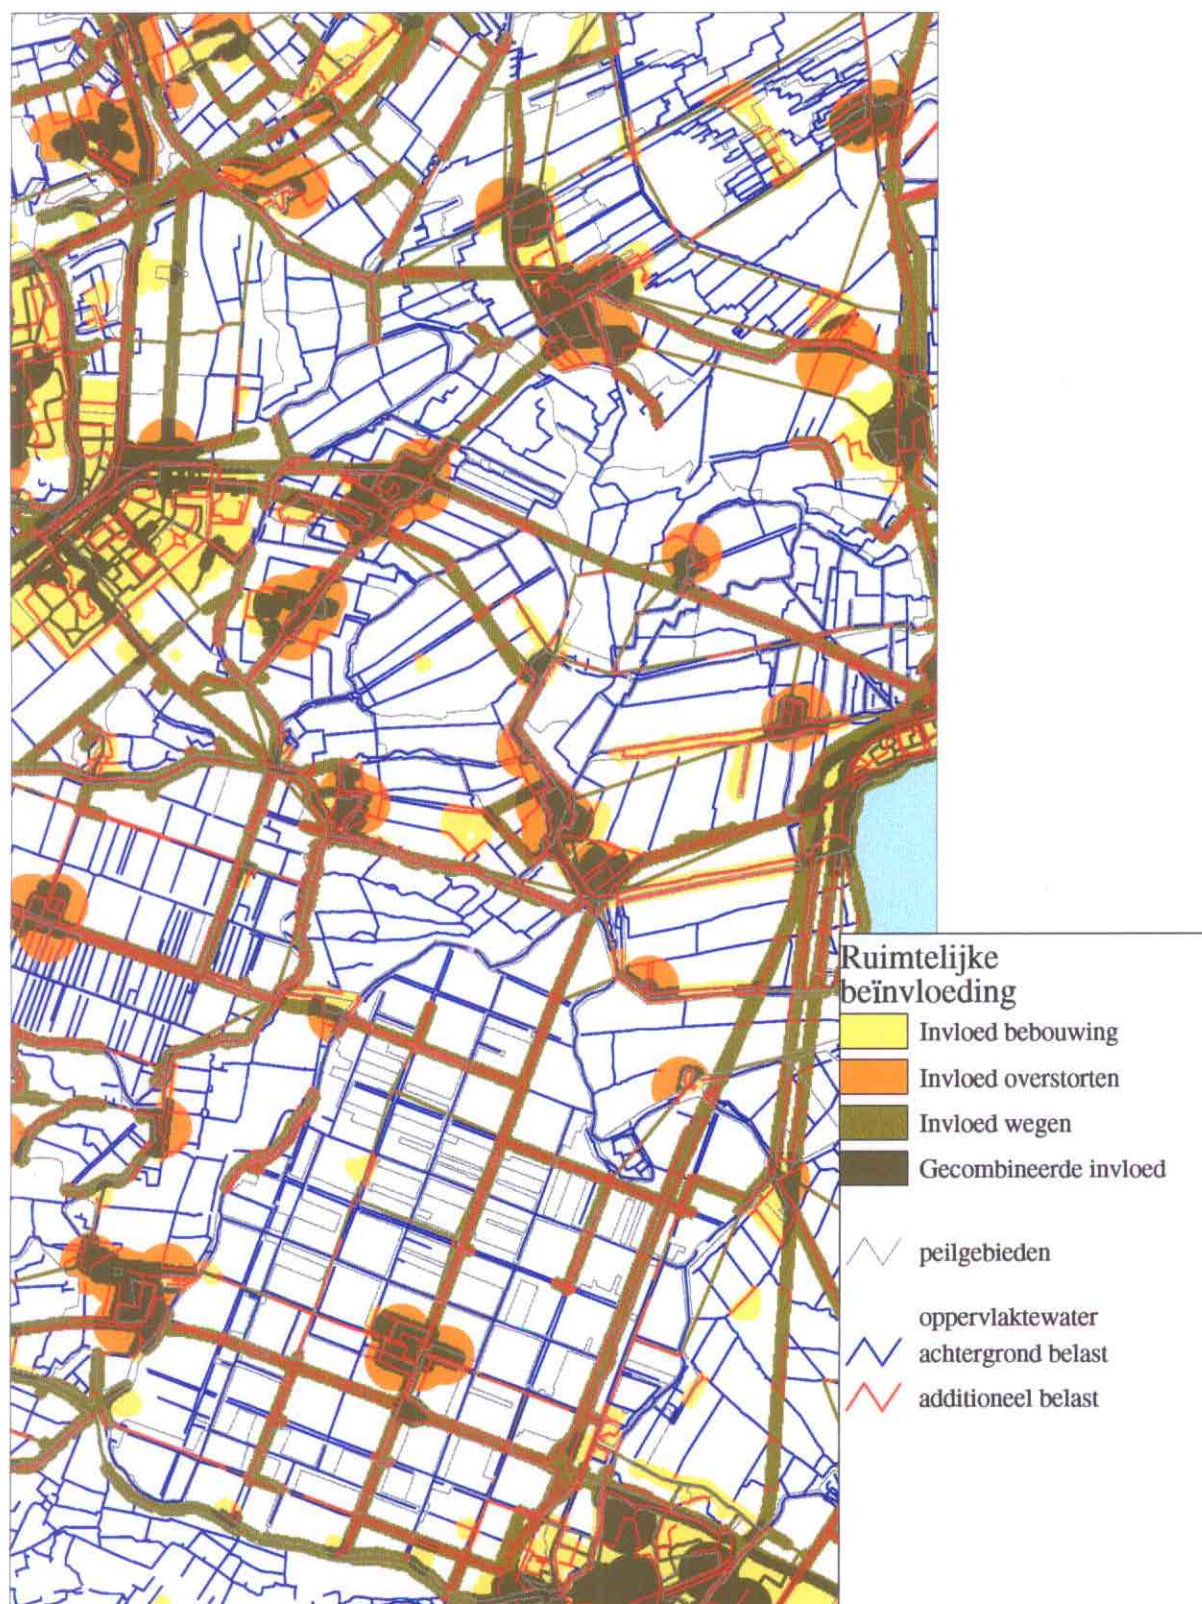 Ruimtelijke
beïnvloeding
Invloed bebouwing
Invloed overstorten
Invloed wegen
Gecombineerde invloed
peilgebieden
oppervlaktewater
achtergrond belast
additioneel belast